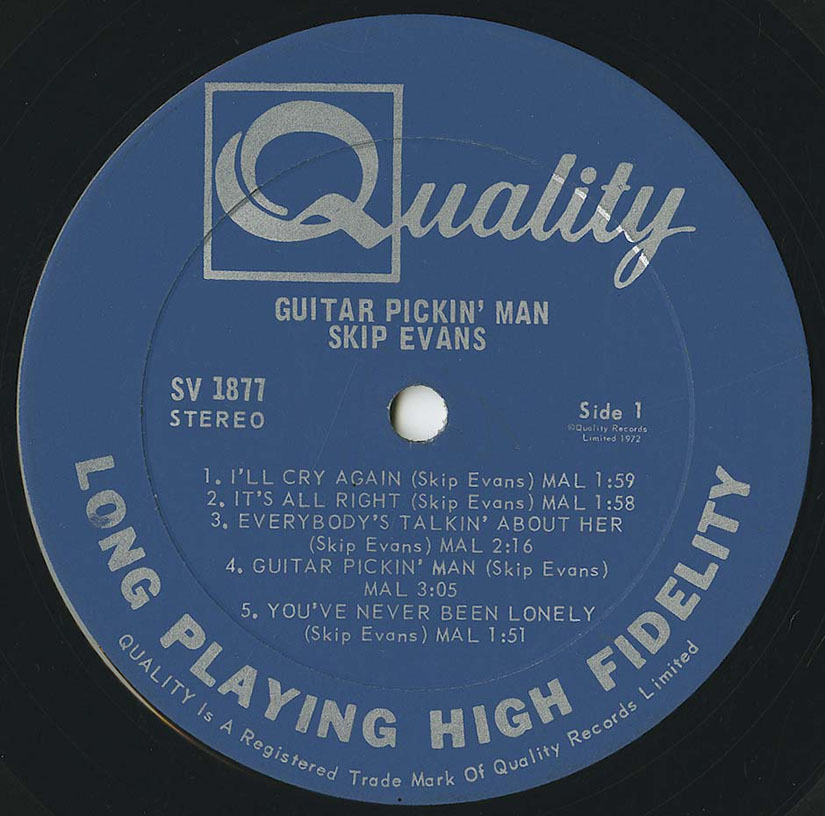 Quality
GUITAR PICKIN' MAN
SKIP EVANS
SV 1877
STEREO
Side 1
©Quality Records
Limited 1972
1. I'LL CRY AGAIN (Skip Evans) MAL 1:59
2. IT'S ALL RIGHT (Skip Evans) MAL 1:58
3. EVERYBODY'S TALKIN' ABOUT HER
(Skip Evans) MAL 2:16
4. GUITAR PICKIN' MAN (Skip Evans)
MAL 3:05
5. YOU'VE NEVER BEEN LONELY
(Skip Evans) MAL 1:51
LONG PLAYING HIGH FIDELITY
QUALITY Is A Registered Trade Mark Of Quality Records Limited